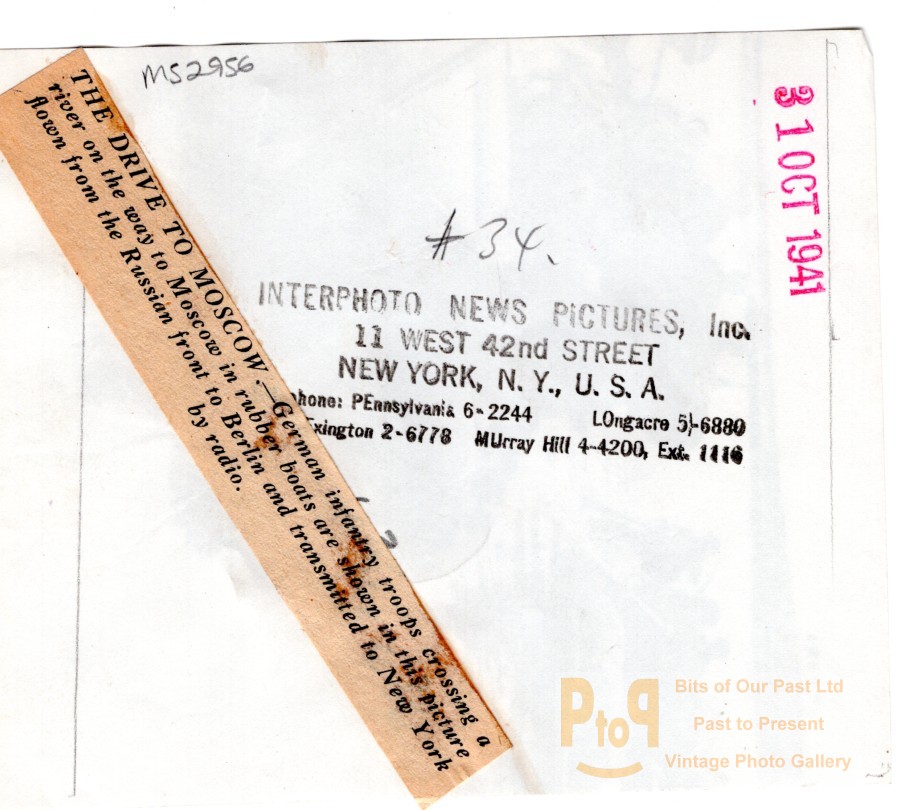 MS2956
31 OCT 1941
# 34.
THE DRIVE TO MOSCOW—German infantry troops crossing a
river on the way to Moscow in rubber boats are shown in this picture
flown from the Russian front to Berlin and transmitted to New York
by radio.
INTERPHOTO NEWS PICTURES, Inc.
11 WEST 42nd STREET
NEW YORK, N. Y., U. S. A.
phone: PEnnsylvania 6-2244 LOngacre 5-6880
xington 2-6778 MUrray Hill 4-4200, Ext. 1116
PtoP
Bits of Our Past Ltd
Past to Present
Vintage Photo Gallery